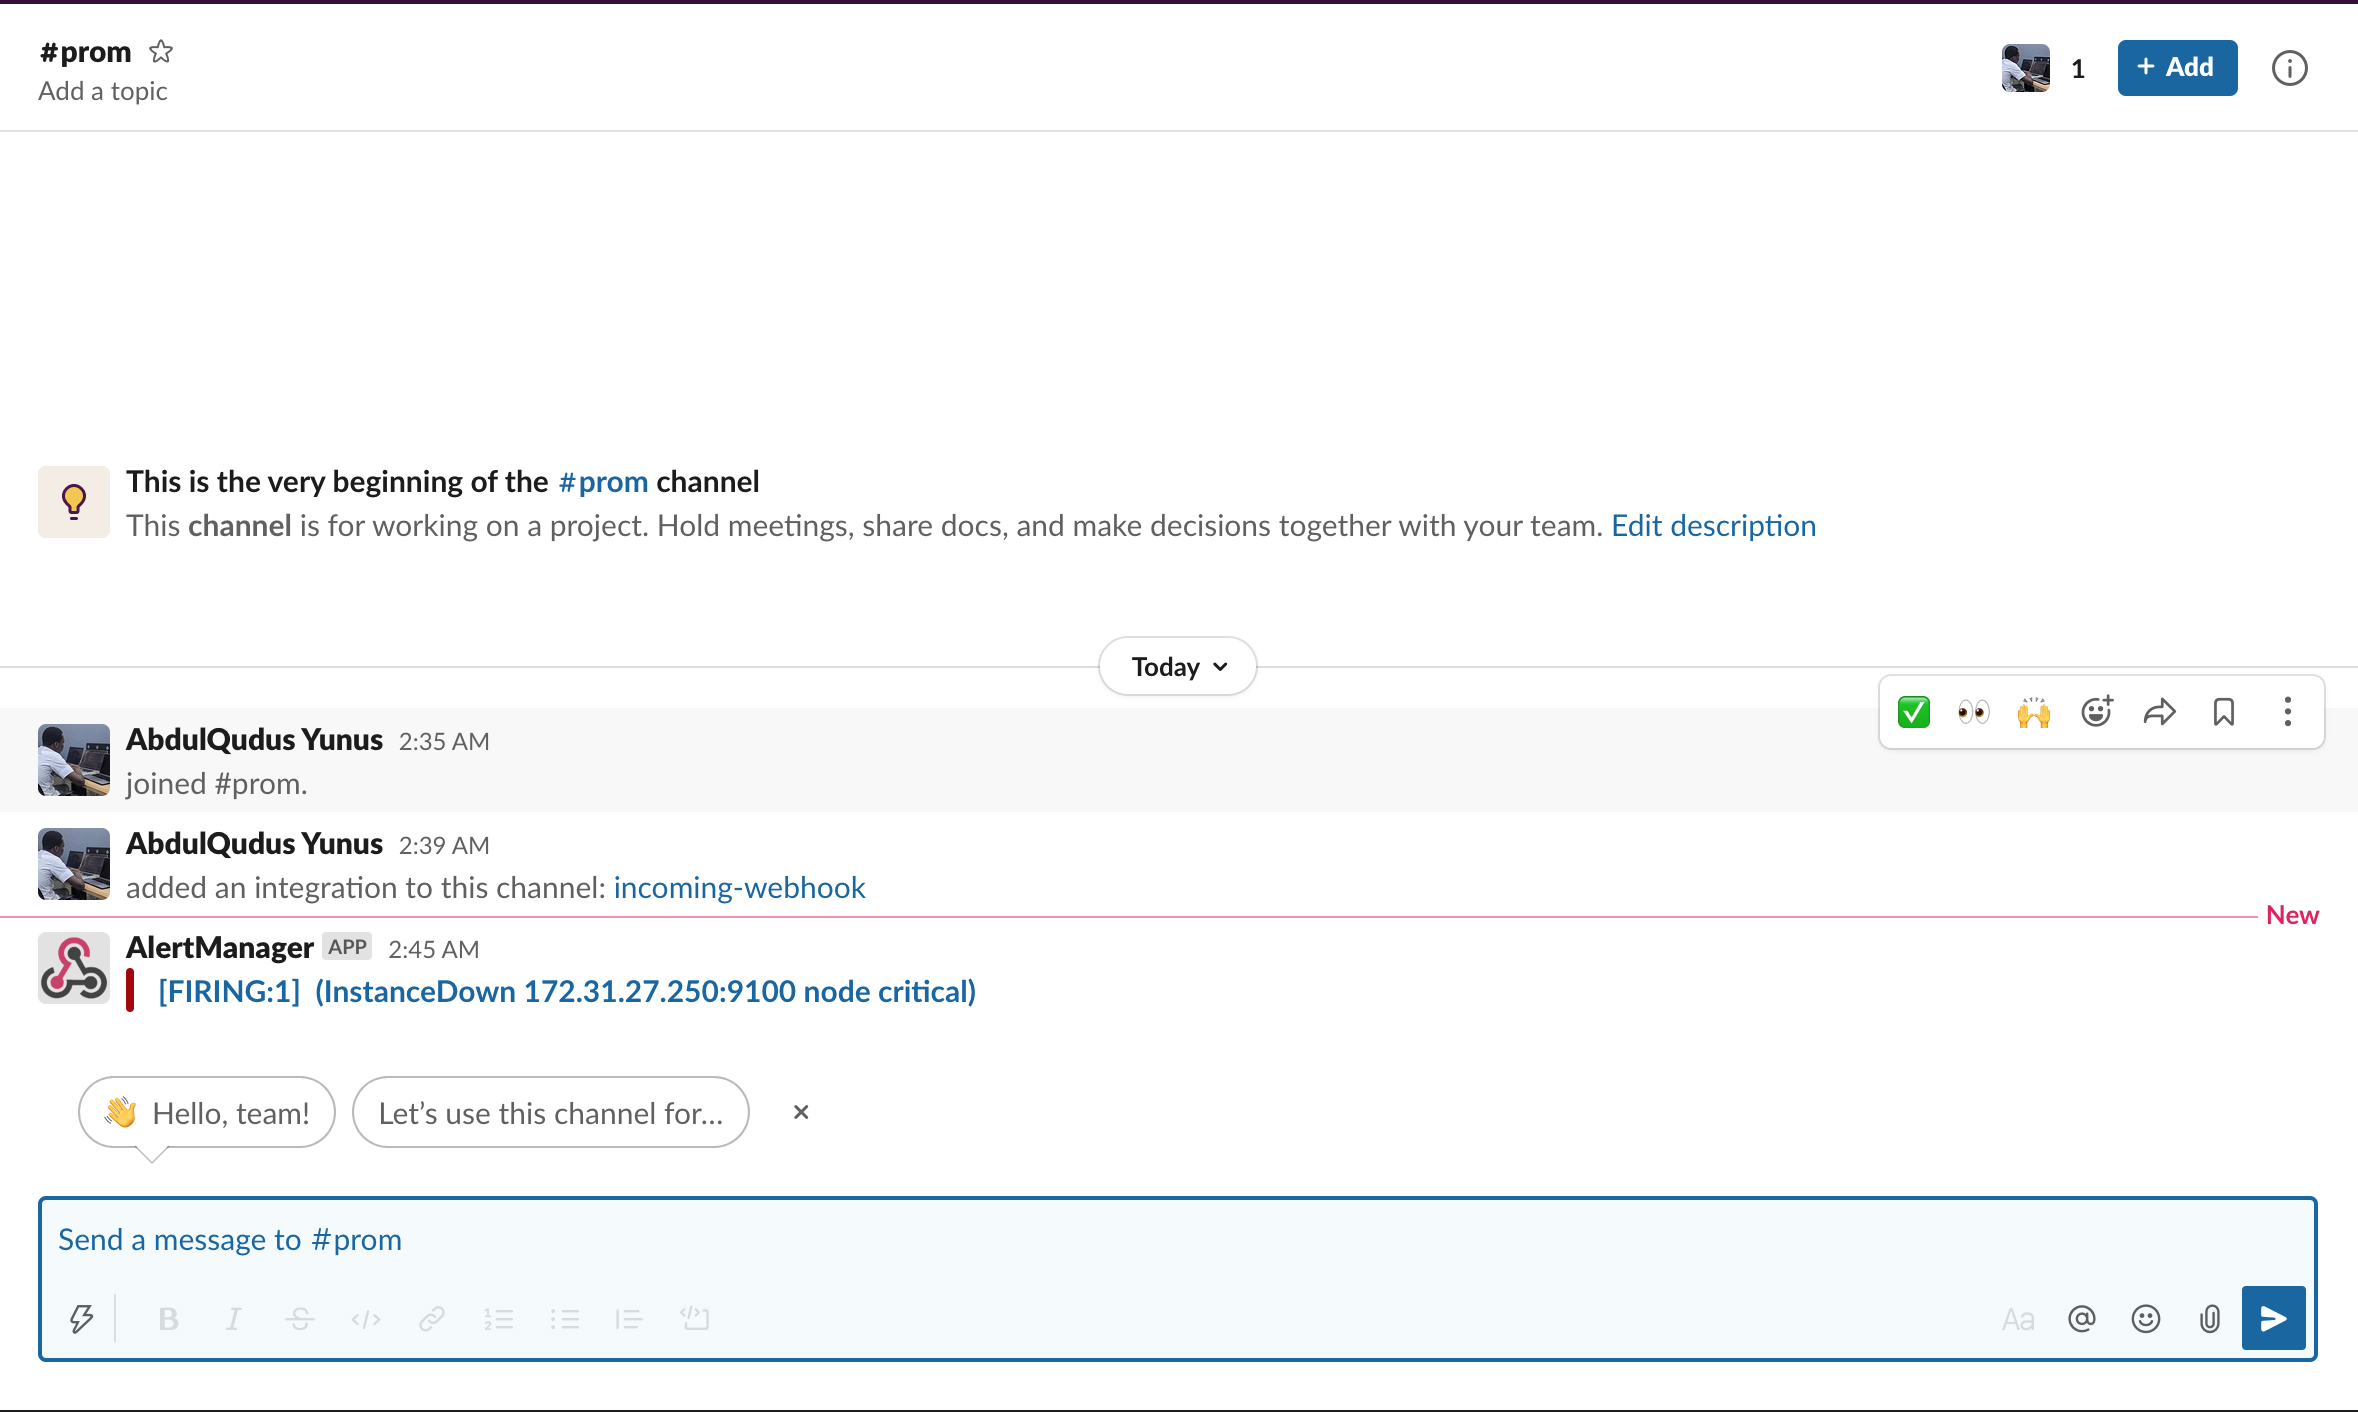 #prom
Add a topic
1
+ Add
This is the very beginning of the #prom channel
This channel is for working on a project. Hold meetings, share docs, and make decisions together with your team. Edit description
Today
AbdulQudus Yunus 2:35 AM
joined #prom.
AbdulQudus Yunus 2:39 AM
added an integration to this channel: incoming-webhook
New
AlertManager APP 2:45 AM
[FIRING:1] (InstanceDown 172.31.27.250:9100 node critical)
👋 Hello, team!
Let’s use this channel for...
Send a message to #prom
B I S </> Aa @